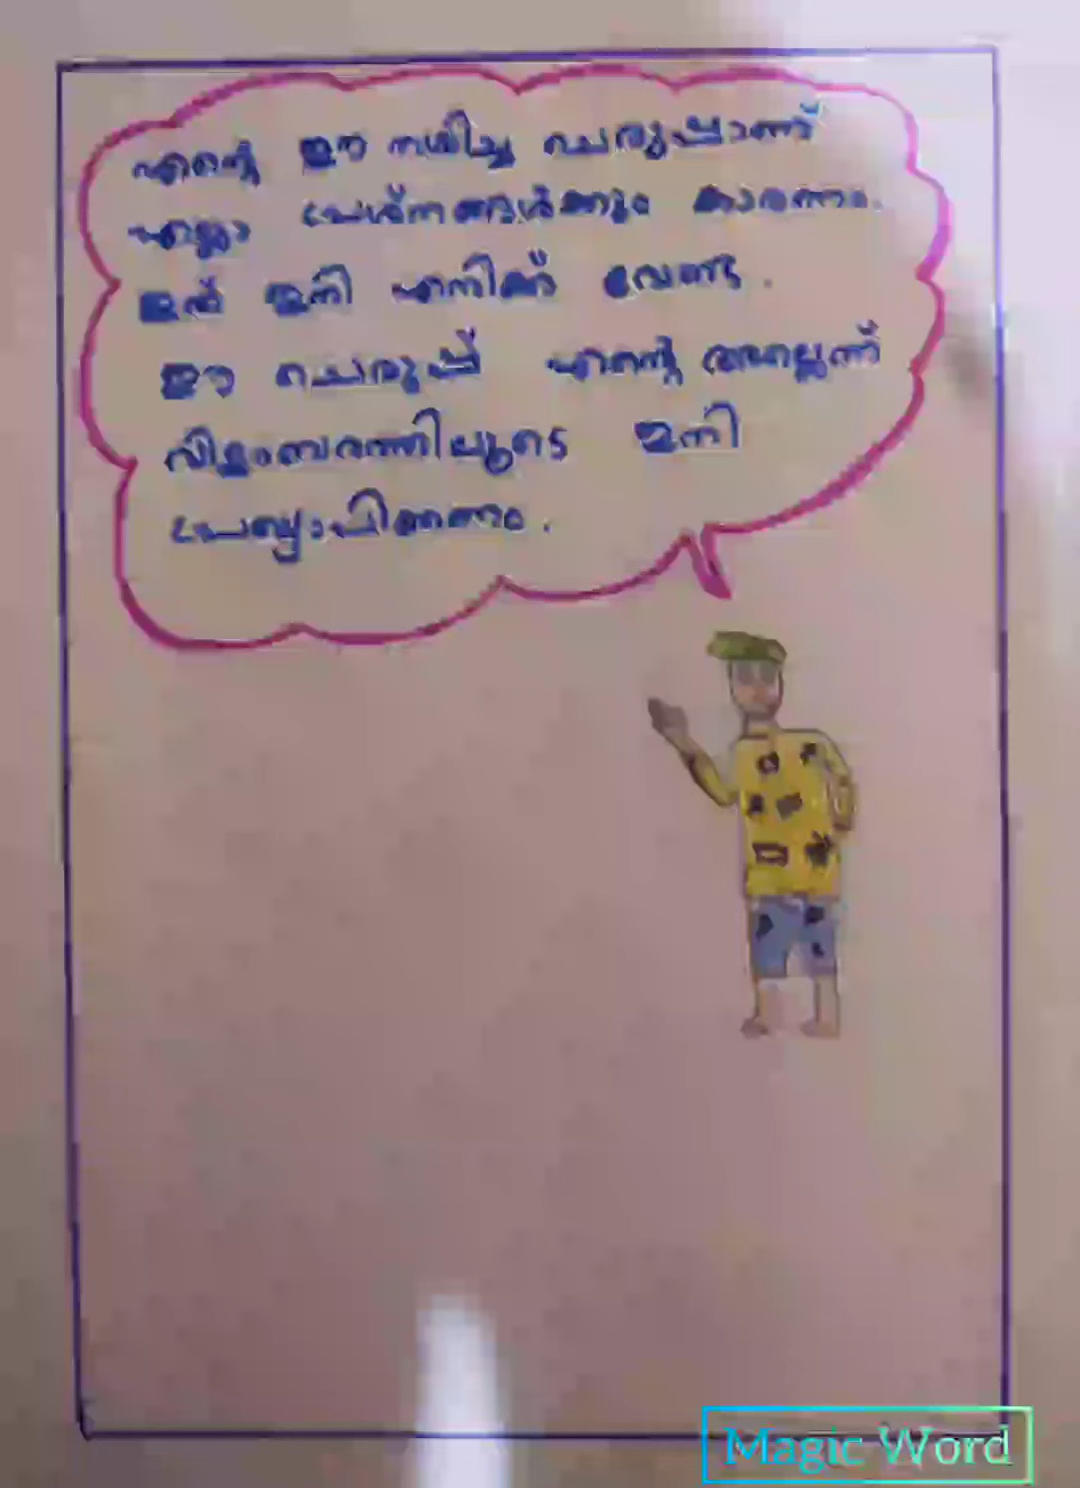 എന്റെ ഈ നശിച്ച ചെരുപ്പാണ്
എല്ലാ പ്രശ്നങ്ങൾക്കും കാരണം.
ഇത് ഇനി എനിക്ക് വേണ്ട.
ഈ ചെരുപ്പ് എന്റെ അല്ലെന്ന്
വിളംബരത്തിലൂടെ ഇനി
പ്രഖ്യാപിക്കണം.
Magic Word